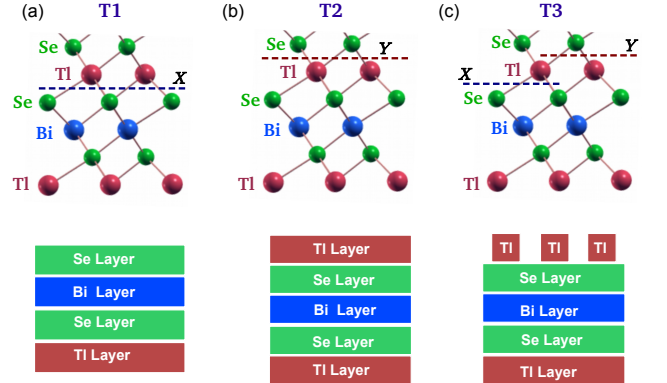 (a) T1
(b) T2
(c) T3
Se
Tl
X
Se
Bi
Tl
Se
Y
Tl
Se
Bi
Tl
Se
Y
X
Tl
Se
Bi
Tl
Se Layer
Bi Layer
Se Layer
Tl Layer
Tl Layer
Se Layer
Bi Layer
Se Layer
Tl Layer
Tl Tl Tl
Se Layer
Bi Layer
Se Layer
Tl Layer